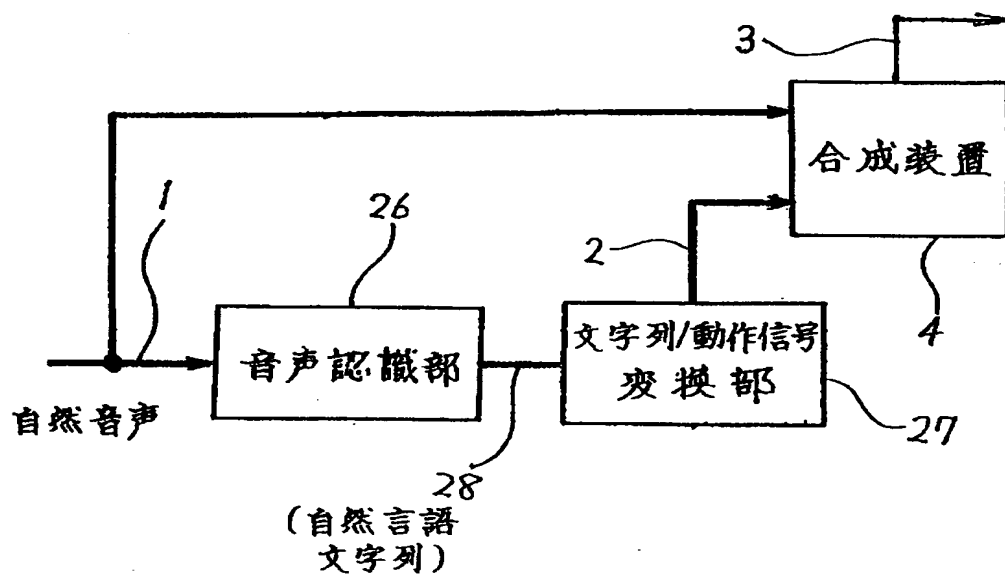 3
合成装置
1
26
2
4
音声認識部
文字列/動作信号
変換部
自然音声
27
28
(自然言語
文字列)